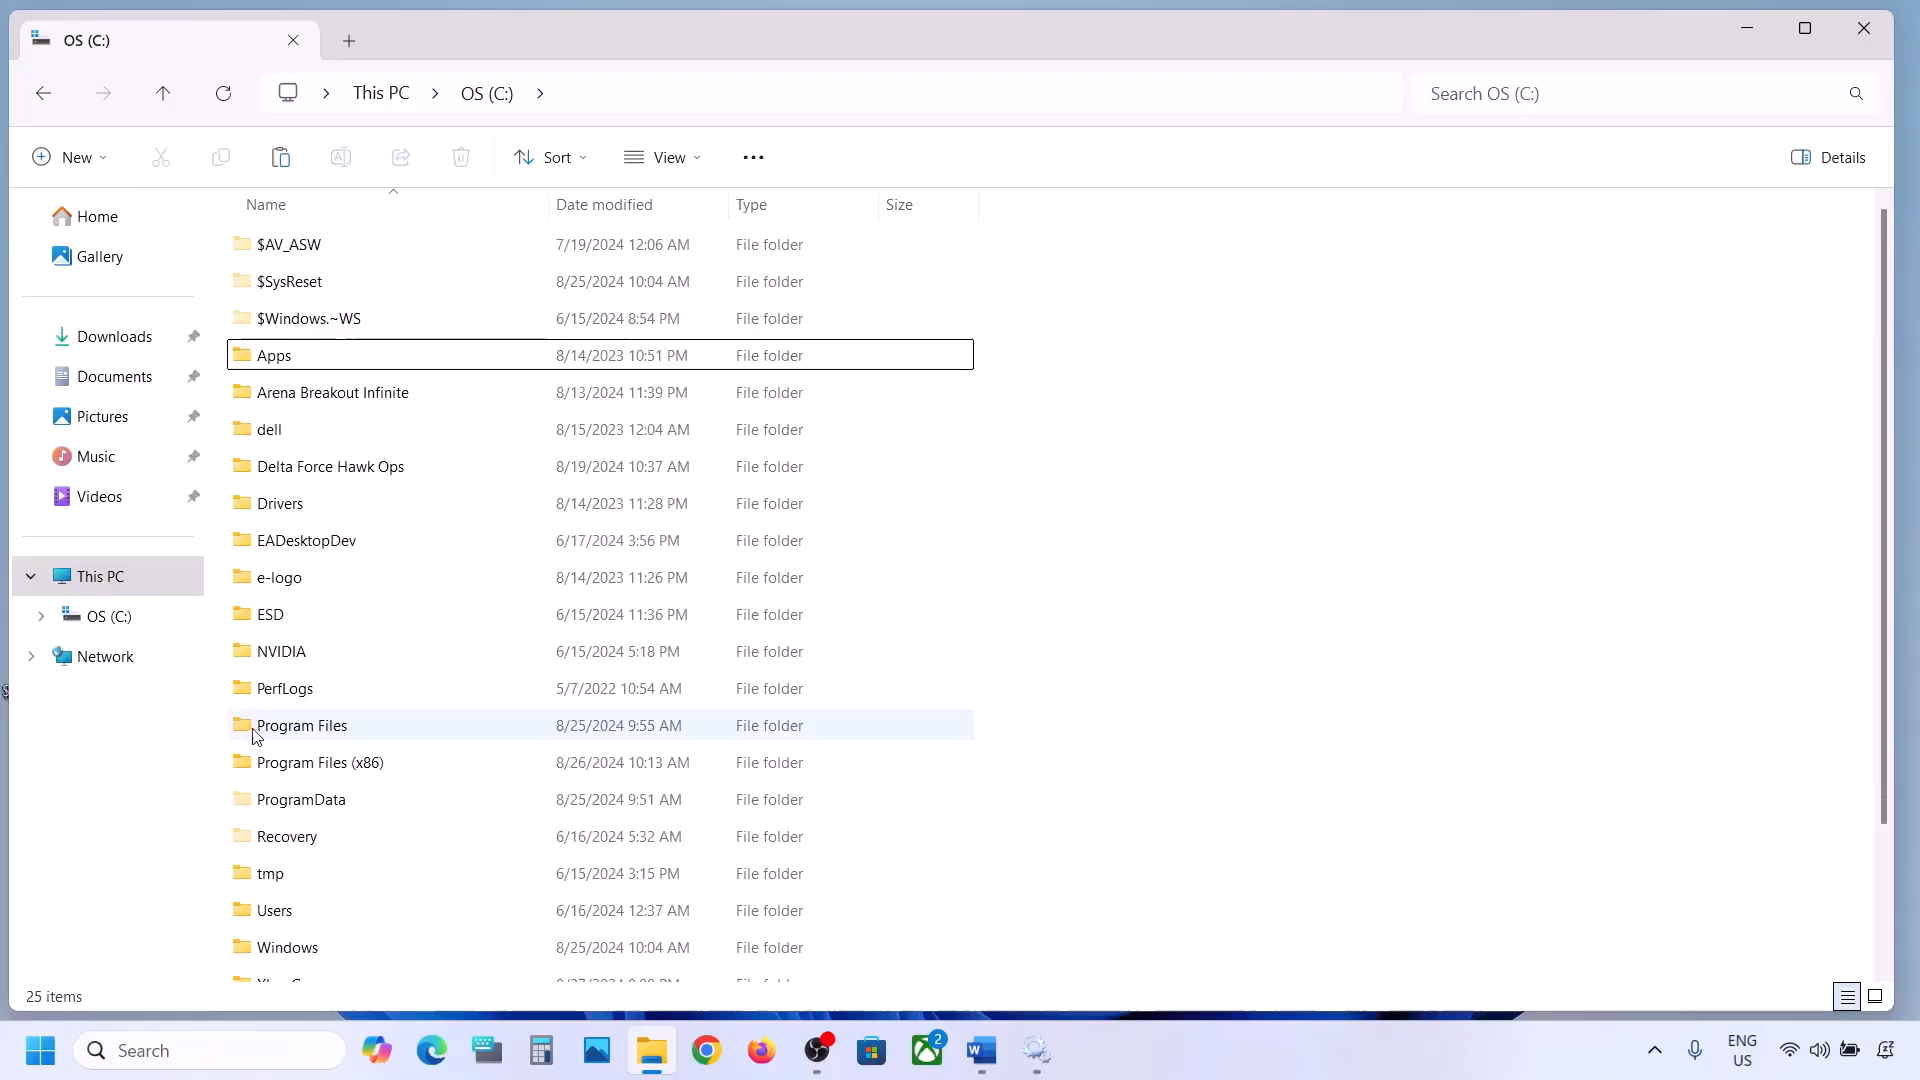 OS (C:)
This PC
OS (C:)
Search OS (C:)
New
Sort
View
Details
Name
Date modified
Type
Size
Home
Gallery
Downloads
Documents
Pictures
Music
Videos
This PC
OS (C:)
Network
$AV_ASW 7/19/2024 12:06 AM File folder
$SysReset 8/25/2024 10:04 AM File folder
$Windows.~WS 6/15/2024 8:54 PM File folder
Apps 8/14/2023 10:51 PM File folder
Arena Breakout Infinite 8/13/2024 11:39 PM File folder
dell 8/15/2023 12:04 AM File folder
Delta Force Hawk Ops 8/19/2024 10:37 AM File folder
Drivers 8/14/2023 11:28 PM File folder
EADesktopDev 6/17/2024 3:56 PM File folder
e-logo 8/14/2023 11:26 PM File folder
ESD 6/15/2024 11:36 PM File folder
NVIDIA 6/15/2024 5:18 PM File folder
PerfLogs 5/7/2022 10:54 AM File folder
Program Files 8/25/2024 9:55 AM File folder
Program Files (x86) 8/26/2024 10:13 AM File folder
ProgramData 8/25/2024 9:51 AM File folder
Recovery 6/16/2024 5:32 AM File folder
tmp 6/15/2024 3:15 PM File folder
Users 6/16/2024 12:37 AM File folder
Windows 8/25/2024 10:04 AM File folder
25 items
Search
2
ENG
US